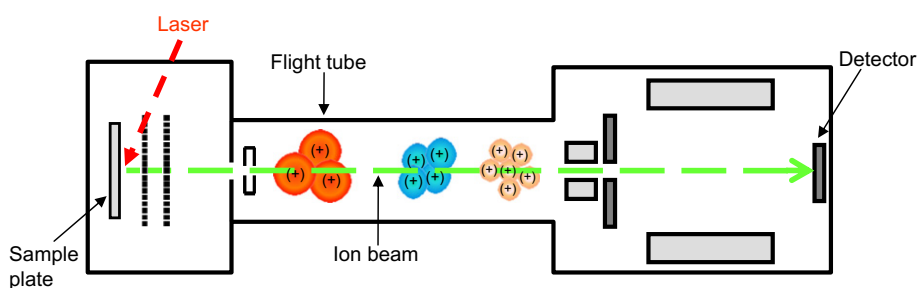 Laser
Flight tube
Detector
(+)
(+)
(+)
(+)
(+)
(+)
(+)
(+)
(+)
(+)
(+)
(+)
(+)
(+)
Sample
plate
Ion beam